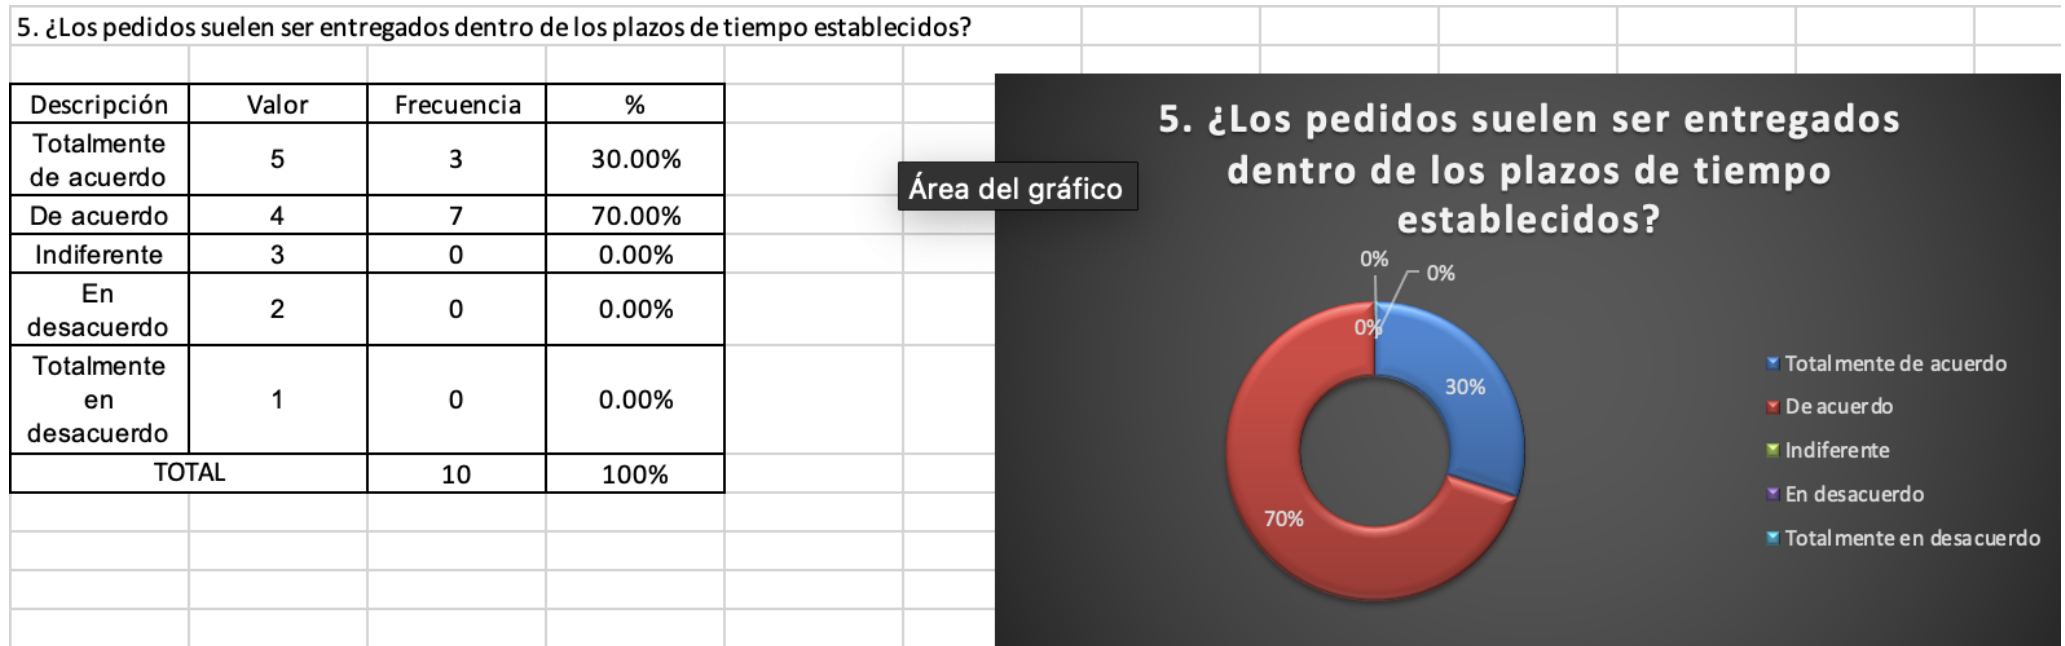 5. ¿Los pedidos suelen ser entregados dentro de los plazos de tiempo establecidos?
Descripción Valor Frecuencia %
Totalmente
de acuerdo 5 3 30.00%
De acuerdo 4 7 70.00%
Indiferente 3 0 0.00%
En
desacuerdo 2 0 0.00%
Totalmente
en
desacuerdo 1 0 0.00%
TOTAL 10 100%
Área del gráfico
5. ¿Los pedidos suelen ser entregados
dentro de los plazos de tiempo
establecidos?
0%
0%
0%
30%
70%
Totalmente de acuerdo
De acuerdo
Indiferente
En desacuerdo
Totalmente en desacuerdo